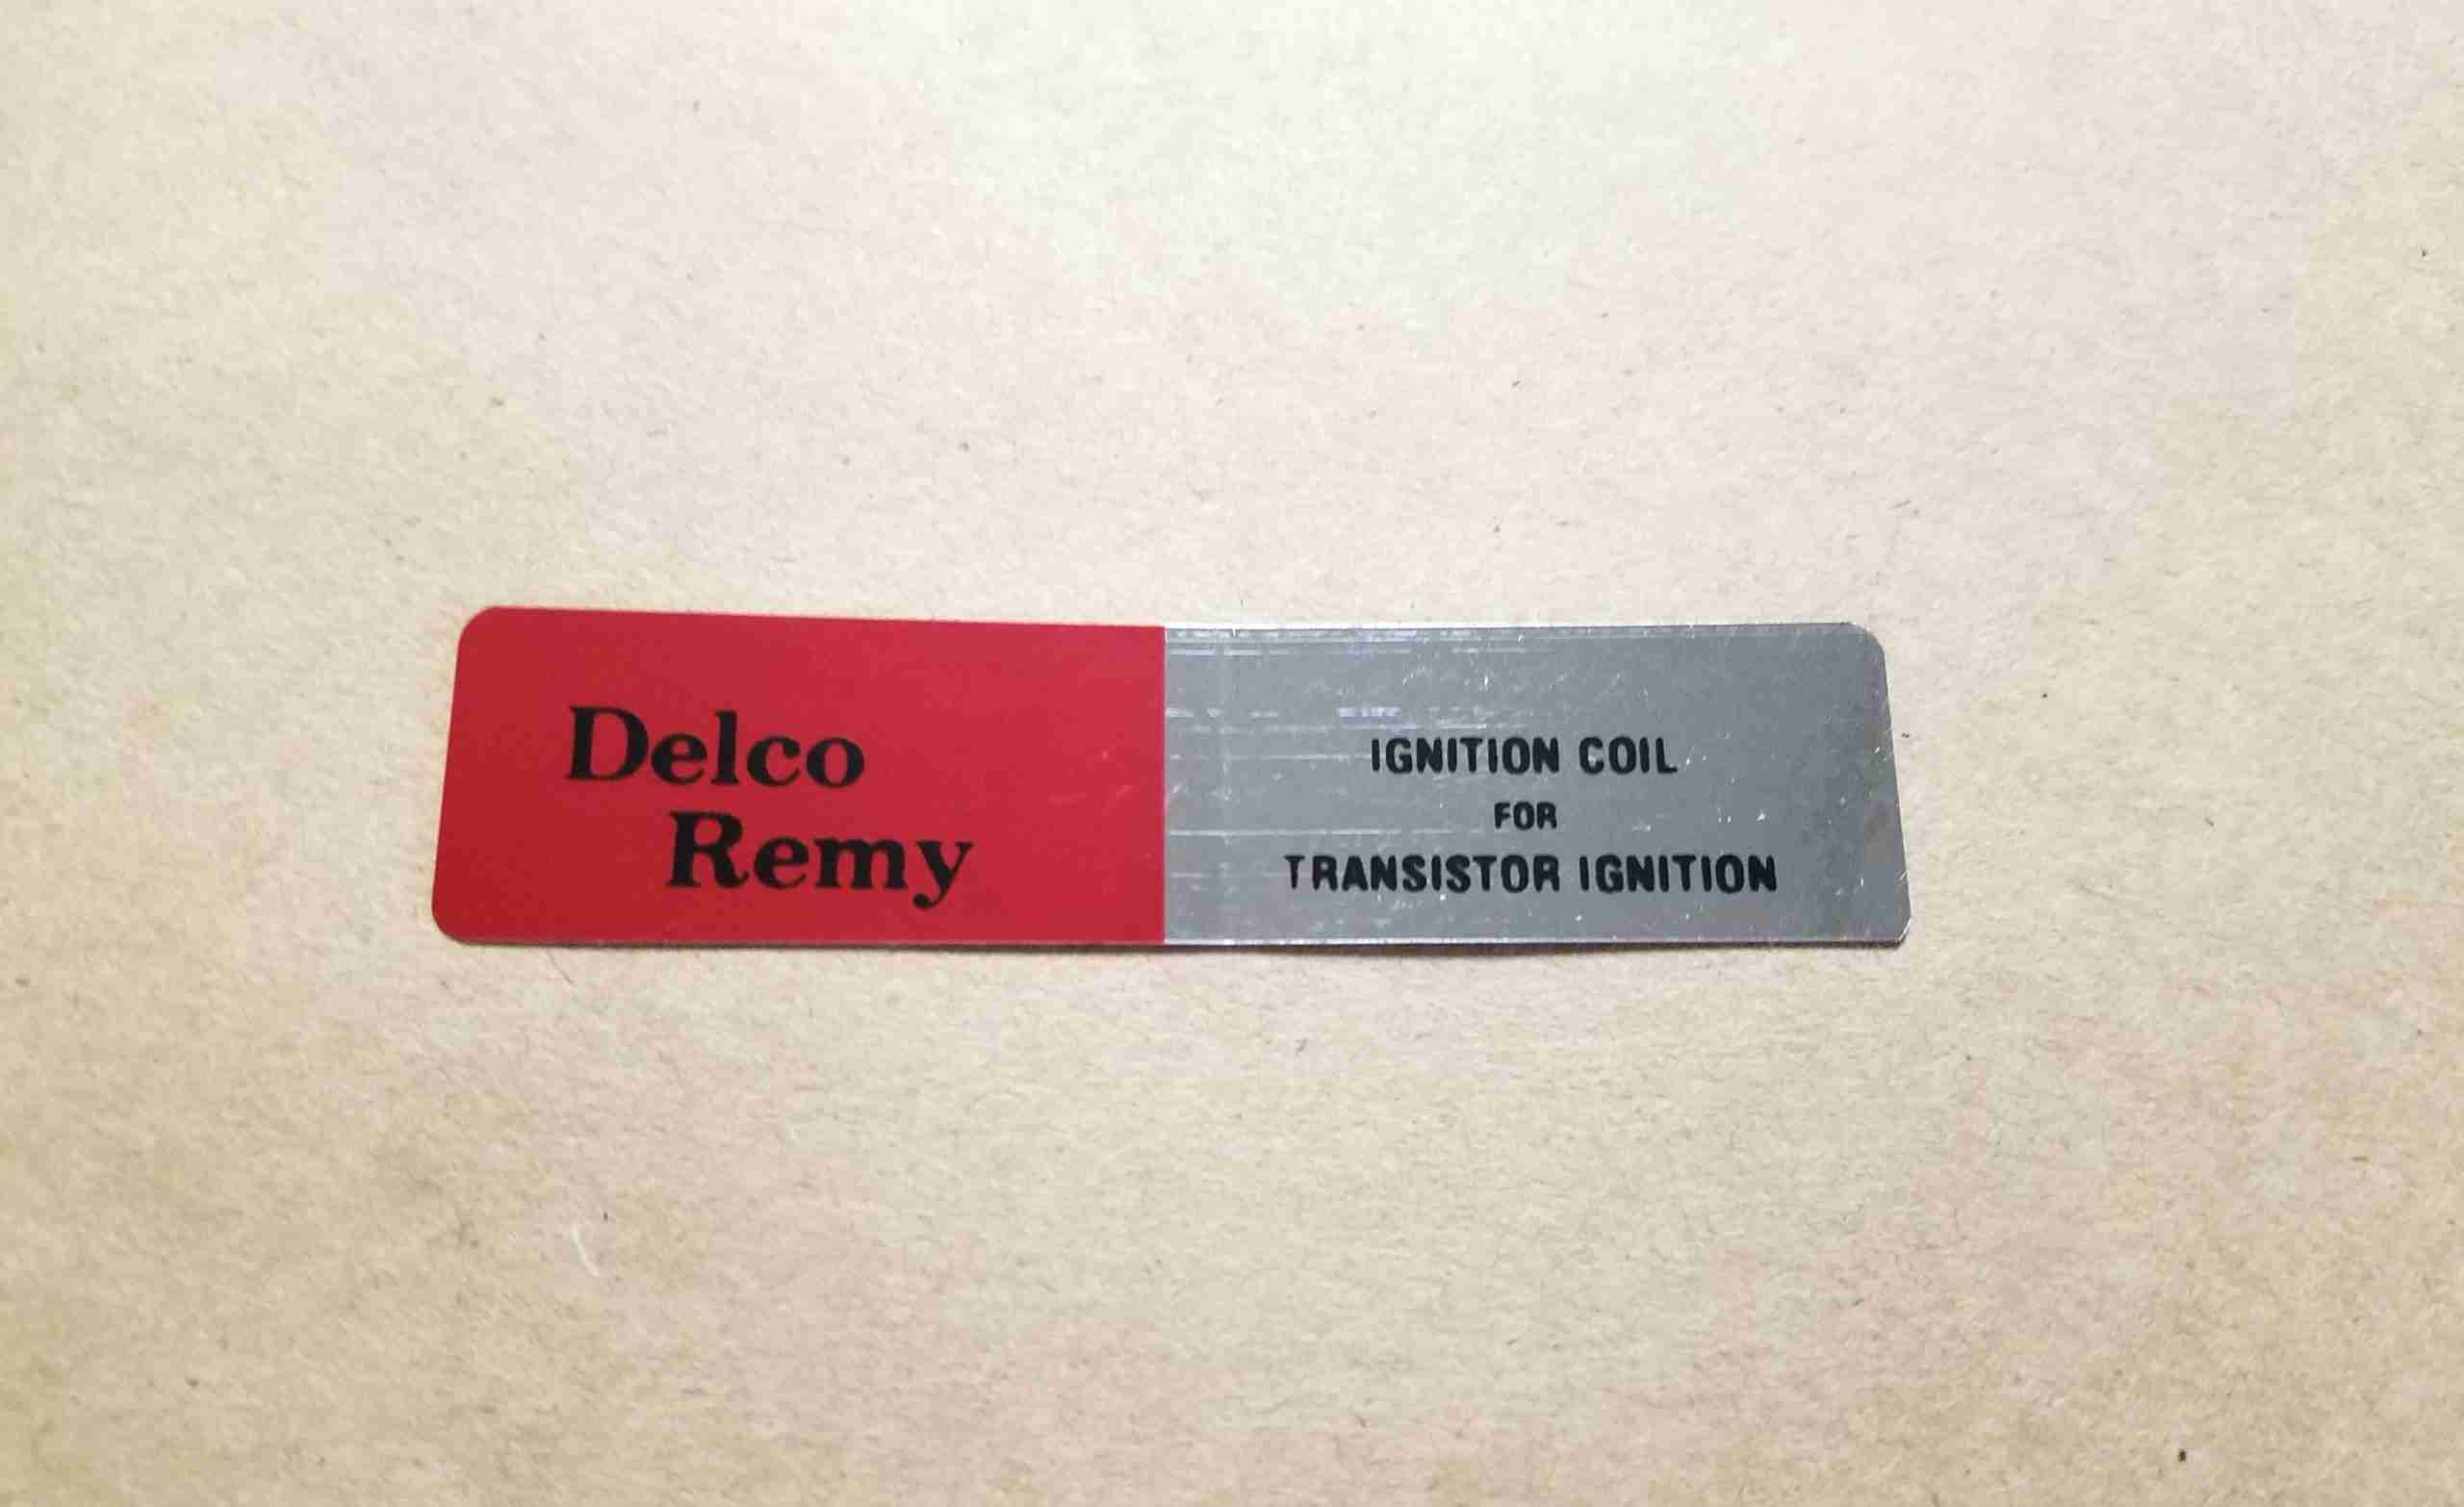 Delco
Remy
IGNITION COIL
FOR
TRANSISTOR IGNITION